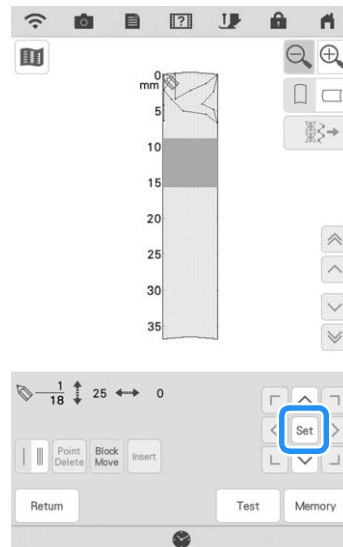 ?
0
mm
5
10
15
20
25
30
35
1
18
25
0
Point
Delete
Block
Move
Insert
Set
Return
Test
Memory